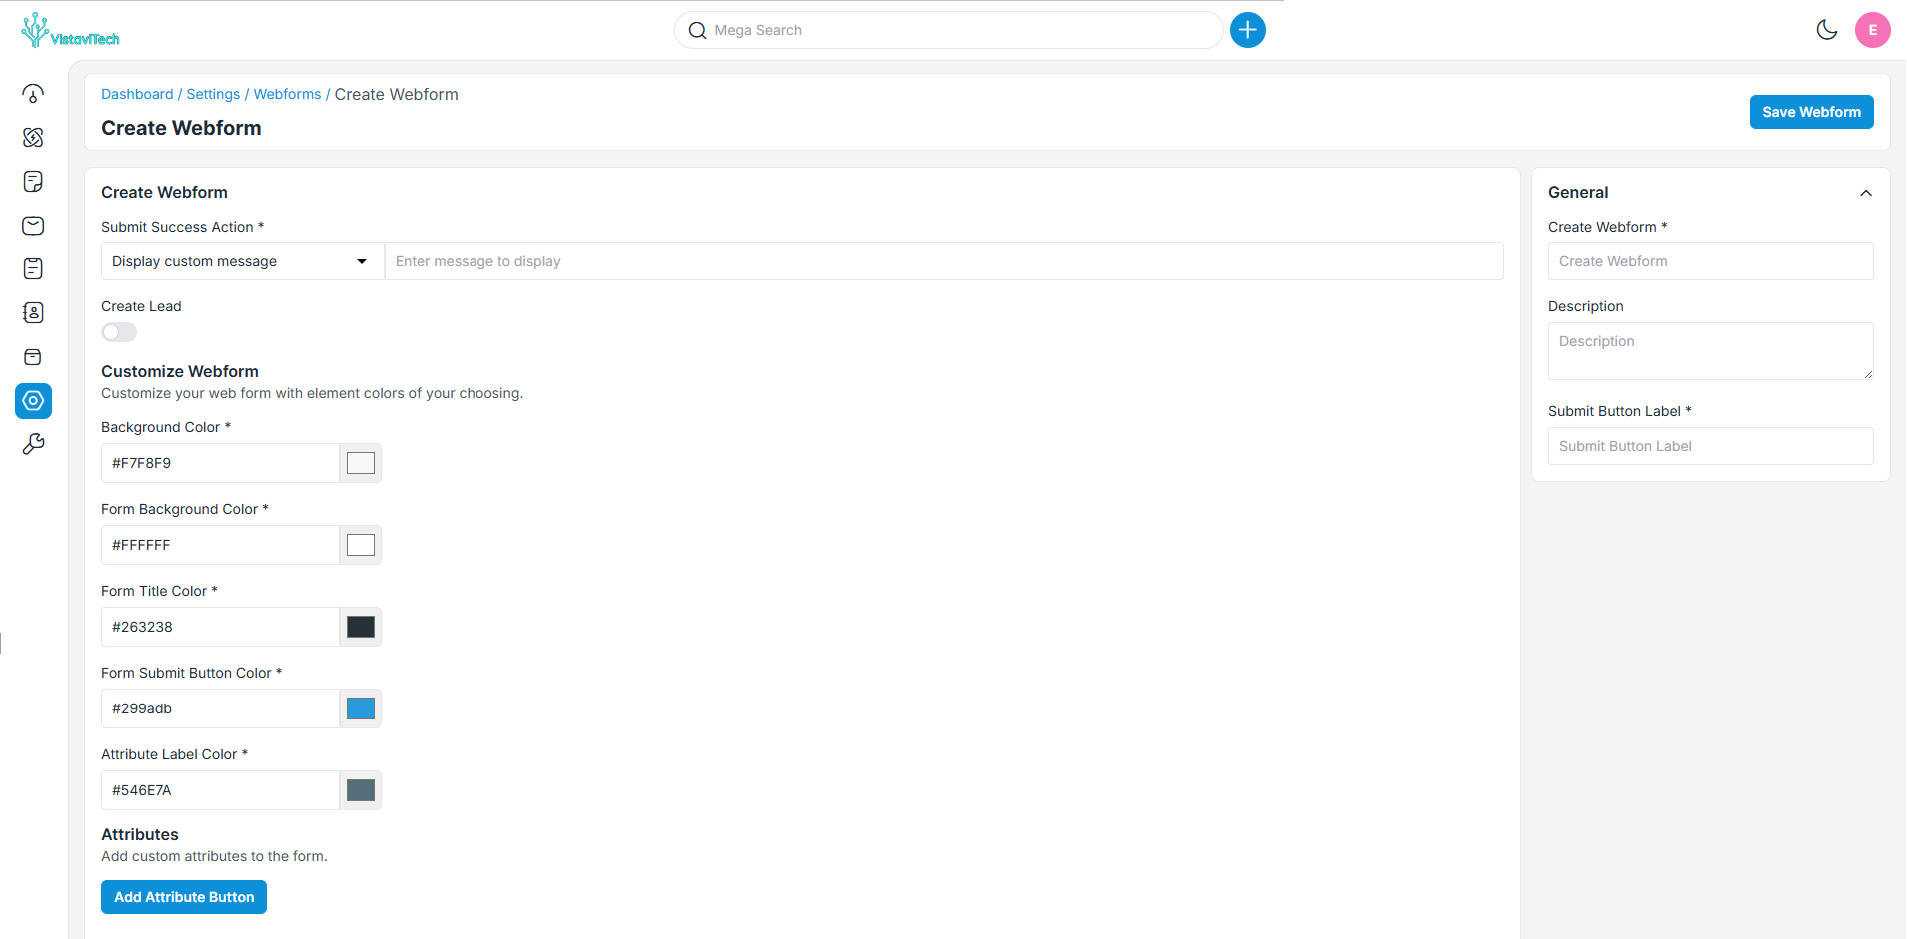 VistaviTech
Mega Search
E
Dashboard / Settings / Webforms / Create Webform
Create Webform
Save Webform
Create Webform
Submit Success Action *
Display custom message
Enter message to display
Create Lead
Customize Webform
Customize your web form with element colors of your choosing.
Background Color *
#F7F8F9
Form Background Color *
#FFFFFF
Form Title Color *
#263238
Form Submit Button Color *
#299adb
Attribute Label Color *
#546E7A
Attributes
Add custom attributes to the form.
Add Attribute Button
General
Create Webform *
Create Webform
Description
Description
Submit Button Label *
Submit Button Label